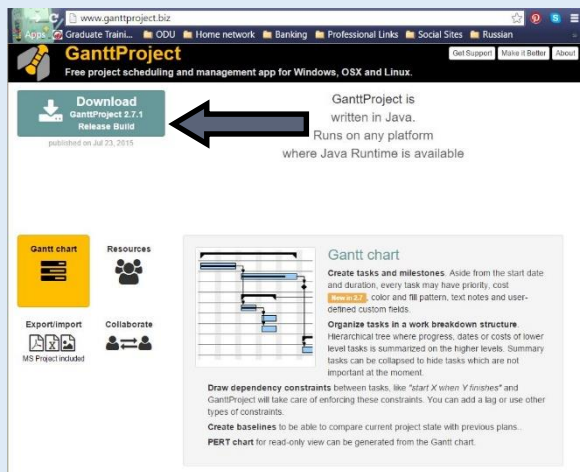 www.ganttproject.biz
Apps Graduate Traini... ODU Home network Banking Professional Links Social Sites Russian
GanttProject
Get Support Make it Better About
Free project scheduling and management app for Windows, OSX and Linux.
Download
GanttProject 2.7.1
Release Build
published on Jul 23, 2015
GanttProject is
written in Java.
Runs on any platform
where Java Runtime is available
Gantt chart
Resources
Export/import
MS Project included
Collaborate
Gantt chart
Create tasks and milestones. Aside from the start date
and duration, every task may have priority, cost
New in 2.7, color and fill pattern, text notes and user-
defined custom fields.
Organize tasks in a work breakdown structure.
Hierarchical tree where progress, dates or costs of lower
level tasks is summarized on the higher levels. Summary
tasks can be collapsed to hide tasks which are not
important at the moment.
Draw dependency constraints between tasks, like "start X when Y finishes" and
GanttProject will take care of enforcing these constraints. You can add a lag or use other
types of constraints.
Create baselines to be able to compare current project state with previous plans..
PERT chart for read-only view can be generated from the Gantt chart.